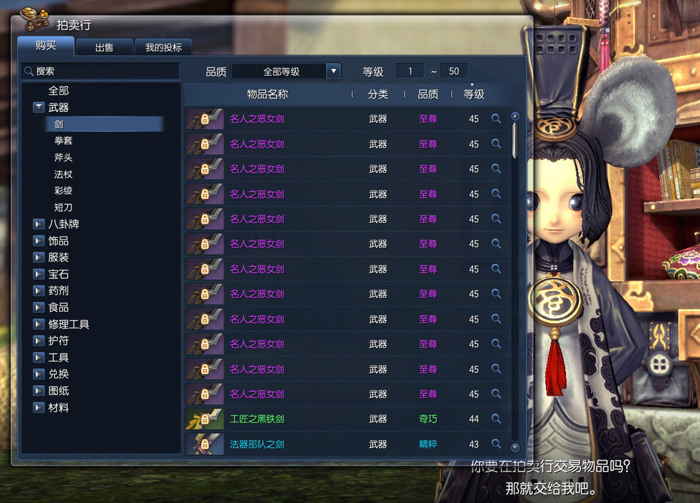 拍卖行
购买 出售 我的投标
搜索 品质 全部等级 等级 1 ~ 50
物品名称 分类 品质 等级
全部
武器
剑
拳套
斧头
法杖
彩绫
短刀
八卦牌
饰品
服装
宝石
药剂
食品
修理工具
护符
工具
兑换
图纸
材料
名人之恶女剑 武器 至尊 45
名人之恶女剑 武器 至尊 45
名人之恶女剑 武器 至尊 45
名人之恶女剑 武器 至尊 45
名人之恶女剑 武器 至尊 45
名人之恶女剑 武器 至尊 45
名人之恶女剑 武器 至尊 45
名人之恶女剑 武器 至尊 45
名人之恶女剑 武器 至尊 45
名人之恶女剑 武器 至尊 45
名人之恶女剑 武器 至尊 45
名人之恶女剑 武器 至尊 45
工匠之黑铁剑 武器 奇巧 44
法器部队之剑 武器 精粹 43
你要在拍卖行交易物品吗?
那就交给我吧。